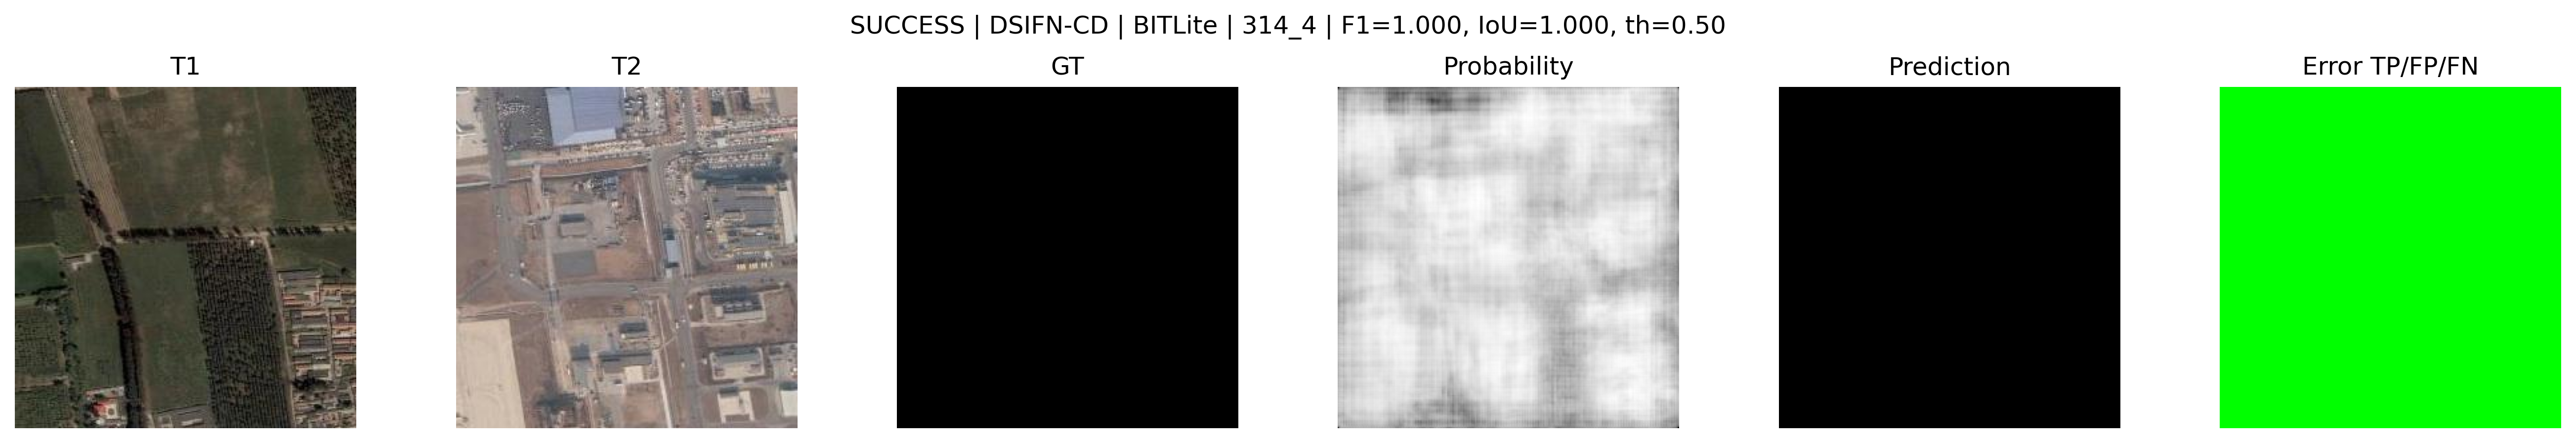 SUCCESS | DSIFN-CD | BITLite | 314_4 | F1=1.000, IoU=1.000, th=0.50
T1 T2 GT Probability Prediction Error TP/FP/FN